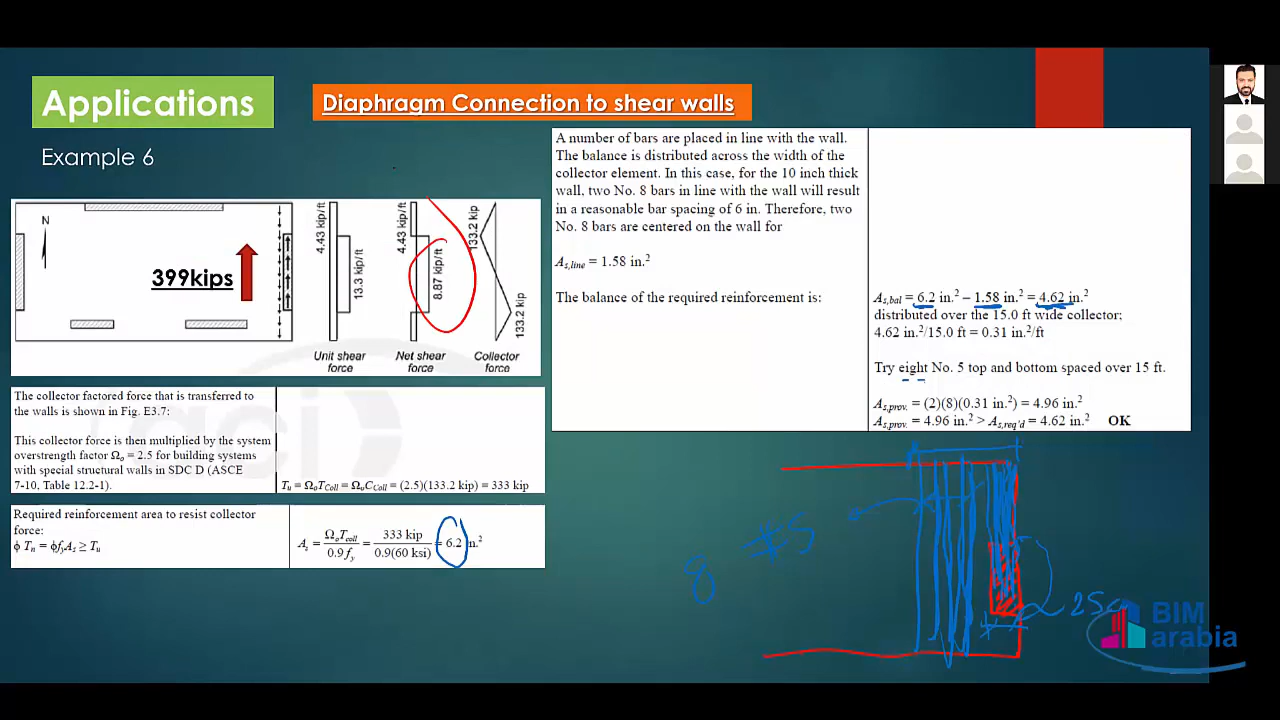 Applications
Diaphragm Connection to shear walls
Example 6
N
399kips
4.43 kip/ft
13.3 kip/ft
4.43 kip/ft
8.87 kip/ft
133.2 kip
133.2 kip
Unit shear
force
Net shear
force
Collector
force
The collector factored force that is transferred to
the walls is shown in Fig. E3.7:
This collector force is then multiplied by the system
overstrength factor Ωo = 2.5 for building systems
with special structural walls in SDC D (ASCE
7-10, Table 12.2-1).
Tu = ΩoTColl = ΩoCColl = (2.5)(133.2 kip) = 333 kip
Required reinforcement area to resist collector
force:
ϕ Tn = ϕfyAs ≥ Tu
As = ΩoTcoll / 0.9fy = 333 kip / 0.9(60 ksi) = 6.2 in.²
A number of bars are placed in line with the wall.
The balance is distributed across the width of the
collector element. In this case, for the 10 inch thick
wall, two No. 8 bars in line with the wall will result
in a reasonable bar spacing of 6 in. Therefore, two
No. 8 bars are centered on the wall for
As,line = 1.58 in.²
The balance of the required reinforcement is:
As,bal = 6.2 in.² − 1.58 in.² = 4.62 in.²
distributed over the 15.0 ft wide collector;
4.62 in.²/15.0 ft = 0.31 in.²/ft
Try eight No. 5 top and bottom spaced over 15 ft.
As,prov. = (2)(8)(0.31 in.²) = 4.96 in.²
As,prov. = 4.96 in.² > As,req'd = 4.62 in.² OK
8 #5
BIM
arabia
aci